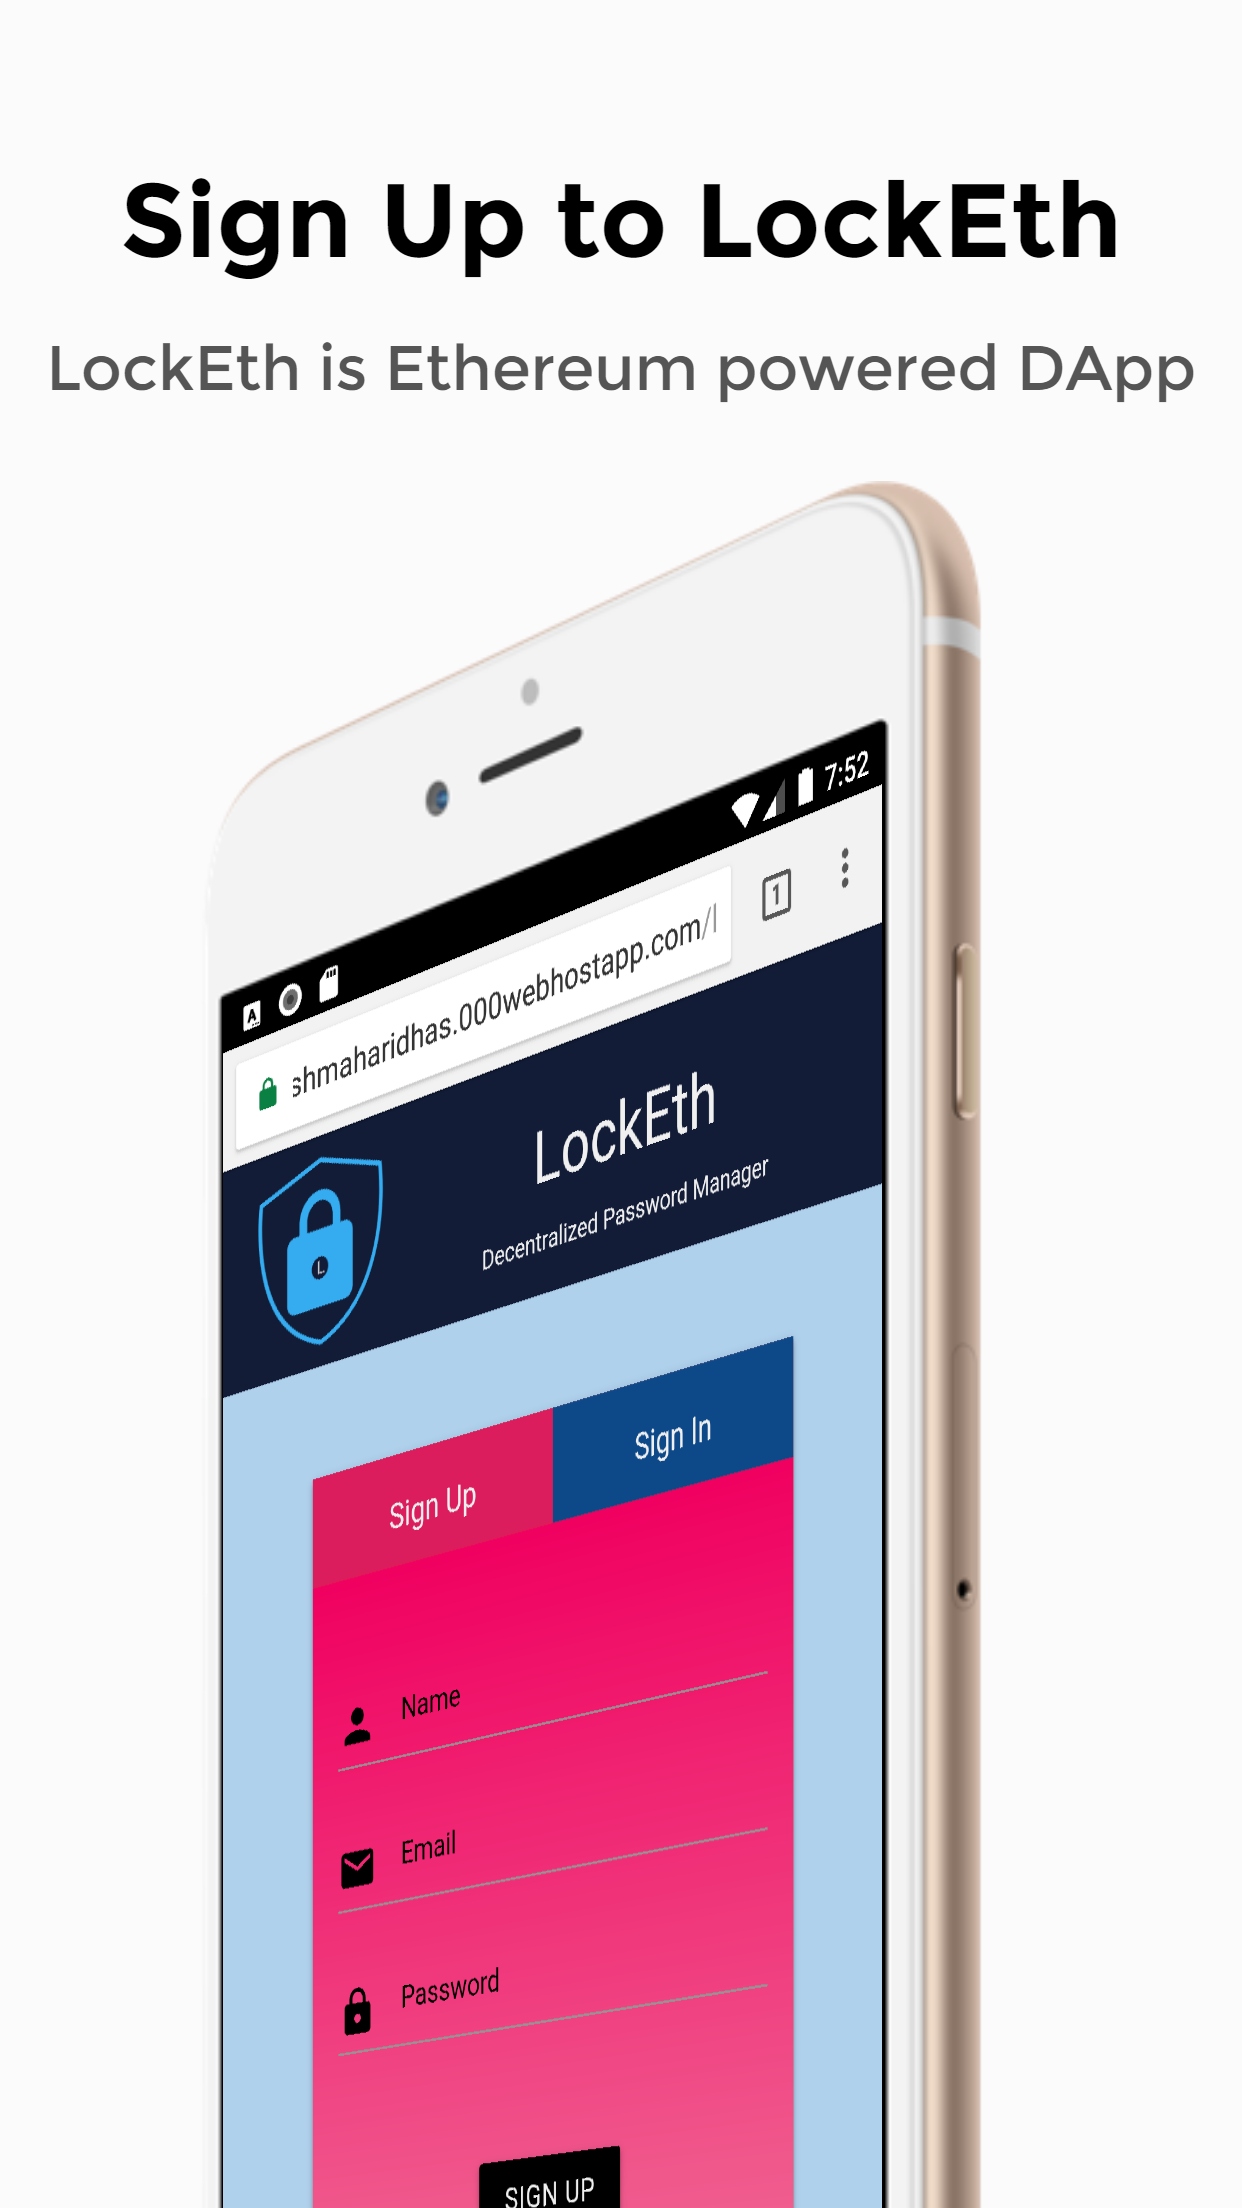 Sign Up to LockEth
LockEth is Ethereum powered DApp
7:52
shmaharidhas.000webhostapp.com/l
1
A
LockEth
Decentralized Password Manager
L
Sign Up
Sign In
Name
Email
Password
SIGN UP